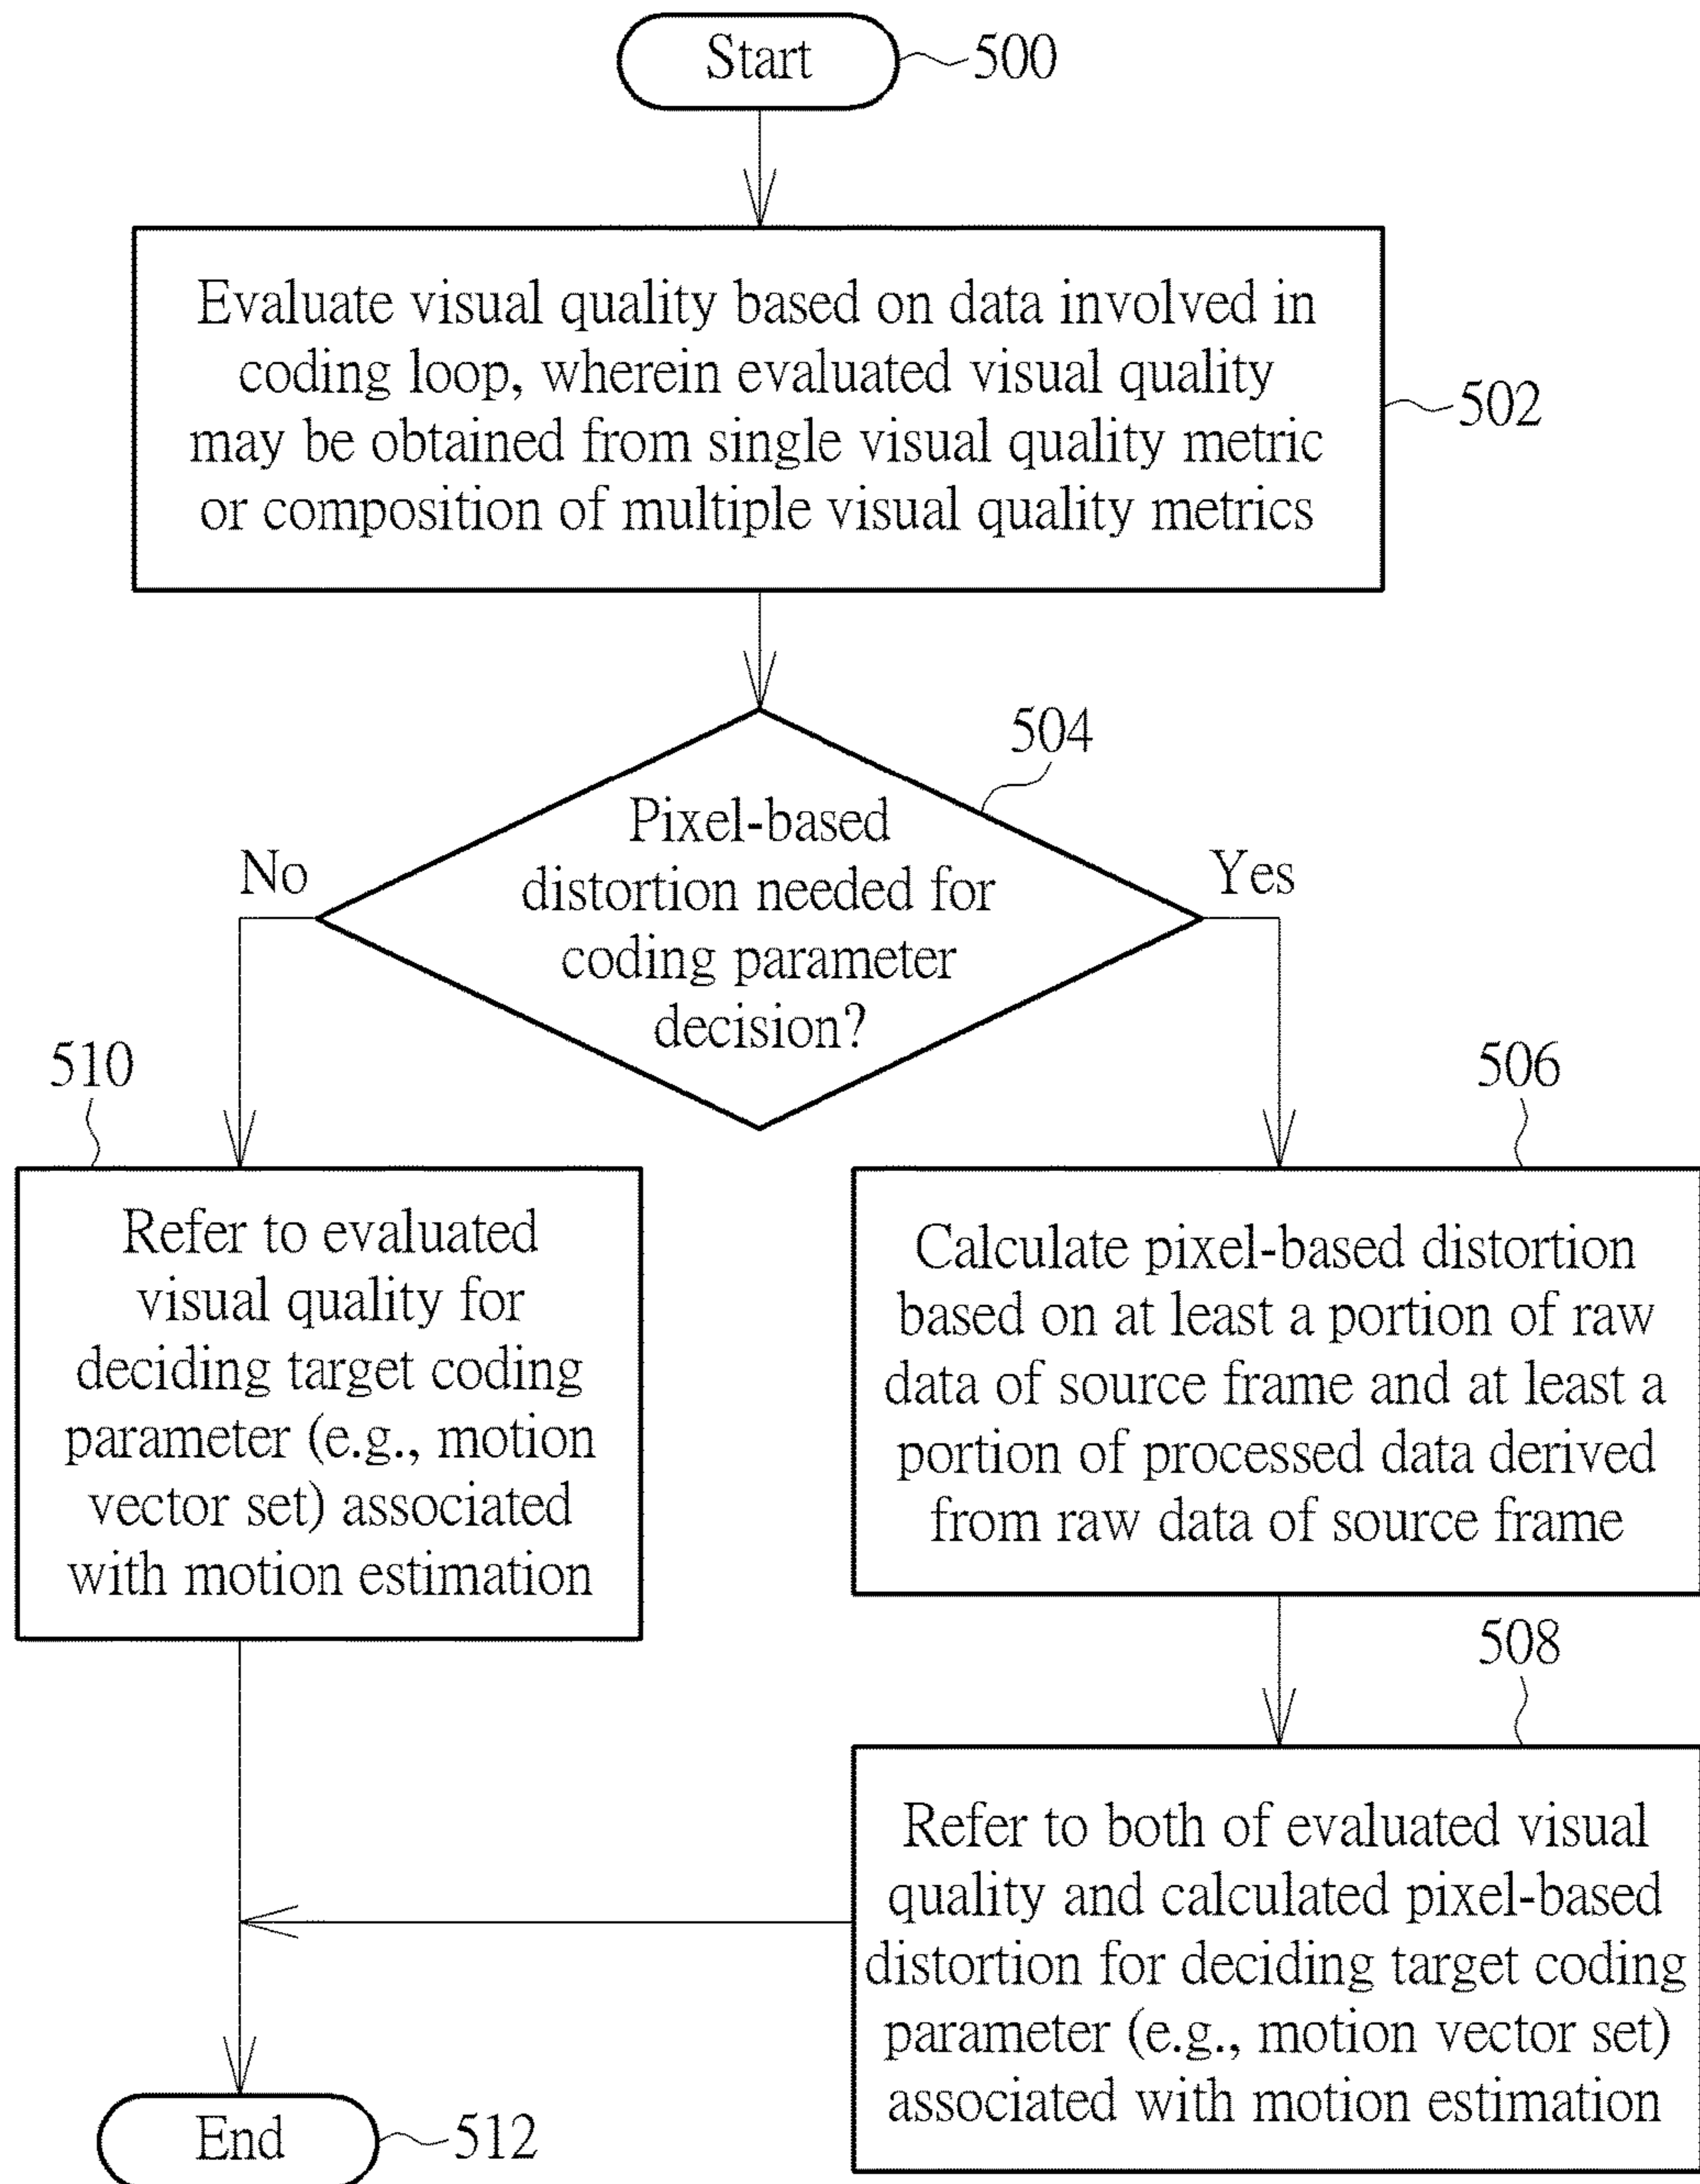 Start
500
Evaluate visual quality based on data involved in
coding loop, wherein evaluated visual quality
may be obtained from single visual quality metric
or composition of multiple visual quality metrics
502
504
Pixel-based
distortion needed for
coding parameter
decision?
No
Yes
510
Refer to evaluated
visual quality for
deciding target coding
parameter (e.g., motion
vector set) associated
with motion estimation
506
Calculate pixel-based distortion
based on at least a portion of raw
data of source frame and at least a
portion of processed data derived
from raw data of source frame
508
Refer to both of evaluated visual
quality and calculated pixel-based
distortion for deciding target coding
parameter (e.g., motion vector set)
associated with motion estimation
End
512